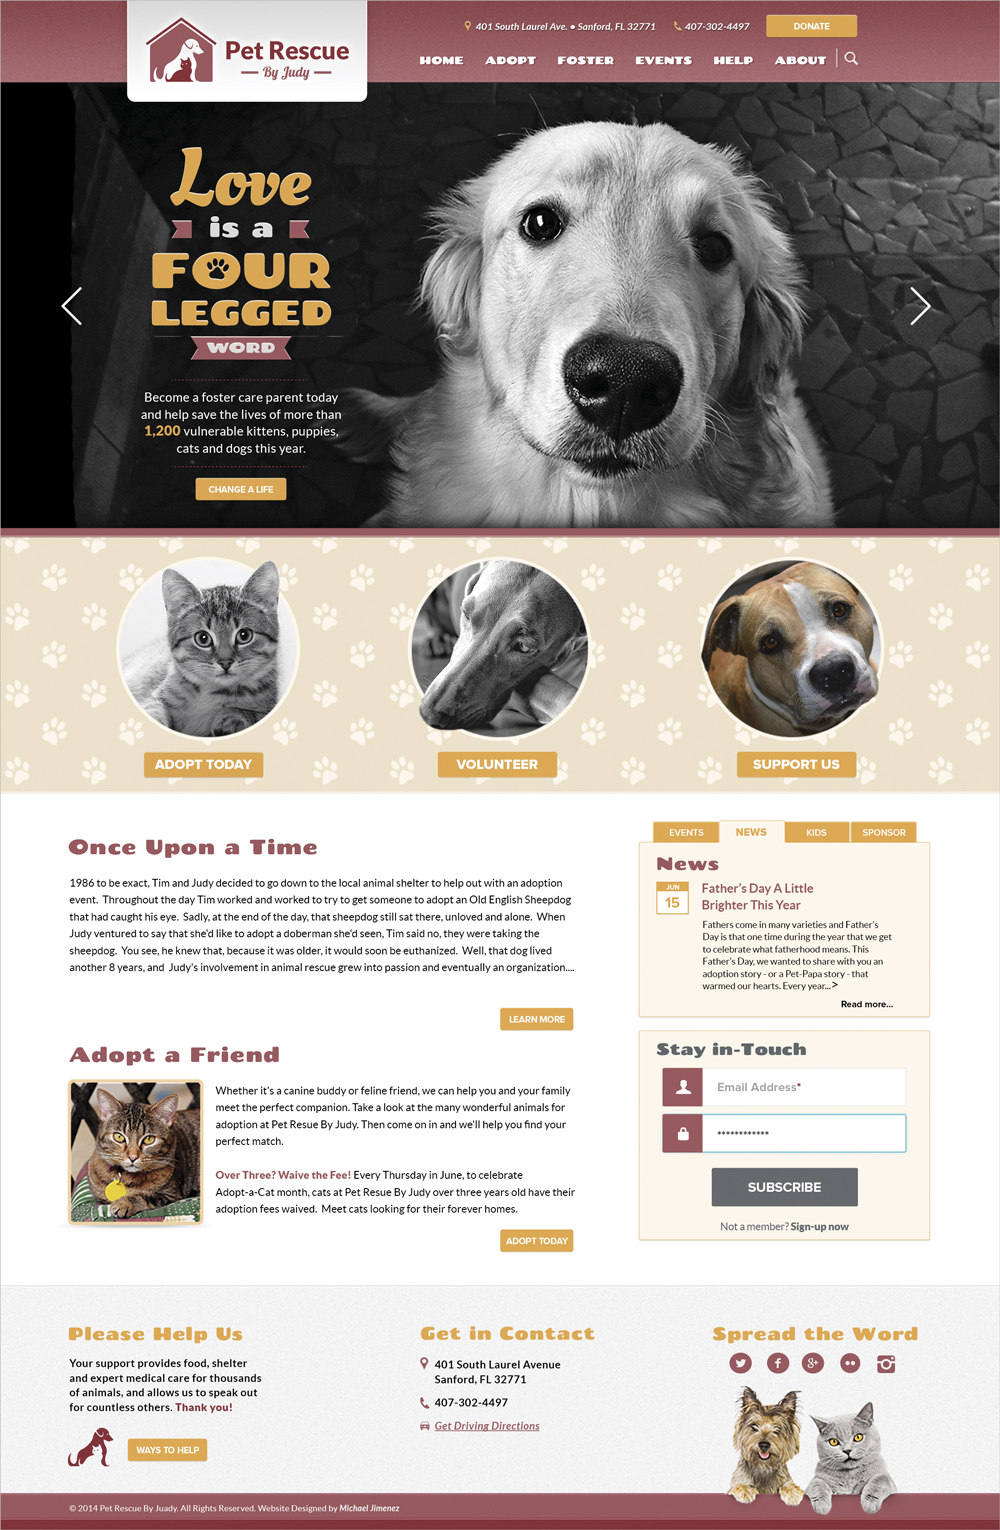 Pet Rescue
By Judy
401 South Laurel Ave. • Sanford, FL 32771
407-302-4497
DONATE
HOME ADOPT FOSTER EVENTS HELP ABOUT
Love
is a
FOUR
LEGGED
WORD
Become a foster care parent today
and help save the lives of more than
1,200 vulnerable kittens, puppies,
cats and dogs this year.
CHANGE A LIFE
ADOPT TODAY
VOLUNTEER
SUPPORT US
Once Upon a Time
1986 to be exact, Tim and Judy decided to go down to the local animal shelter to help out with an adoption
event. Throughout the day Tim worked and worked to try to get someone to adopt an Old English Sheepdog
that had caught his eye. Sadly, at the end of the day, that sheepdog still sat there, unloved and alone. When
Judy ventured to say that she'd like to adopt a doberman she'd seen, Tim said no, they were taking the
sheepdog. You see, he knew that, because it was older, it would soon be euthanized. Well, that dog lived
another 8 years, and Judy's involvement in animal rescue grew into passion and eventually an organization....
LEARN MORE
Adopt a Friend
Whether it's a canine buddy or feline friend, we can help you and your family
meet the perfect companion. Take a look at the many wonderful animals for
adoption at Pet Resue By Judy. Then come on in and we'll help you find your
perfect match.
Over Three? Waive the Fee! Every Thursday in June, to celebrate
Adopt-a-Cat month, cats at Pet Resue By Judy over three years old have their
adoption fees waived. Meet cats looking for their forever homes.
ADOPT TODAY
EVENTS NEWS KIDS SPONSOR
News
JUN
15
Father's Day A Little
Brighter This Year
Fathers come in many varieties and Father's
Day is that one time during the year that we get
to celebrate what fatherhood means. This
Father's Day, we wanted to share with you an
adoption story - or a Pet-Papa story - that
warmed our hearts. Every year...>
Read more...
Stay in-Touch
Email Address*
************
SUBSCRIBE
Not a member? Sign-up now
Please Help Us
Your support provides food, shelter
and expert medical care for thousands
of animals, and allows us to speak out
for countless others. Thank you!
WAYS TO HELP
Get in Contact
401 South Laurel Avenue
Sanford, FL 32771
407-302-4497
Get Driving Directions
Spread the Word
f
g+
© 2014 Pet Rescue By Juady. All Rights Reserved. Website Designed by Michael Jimenez